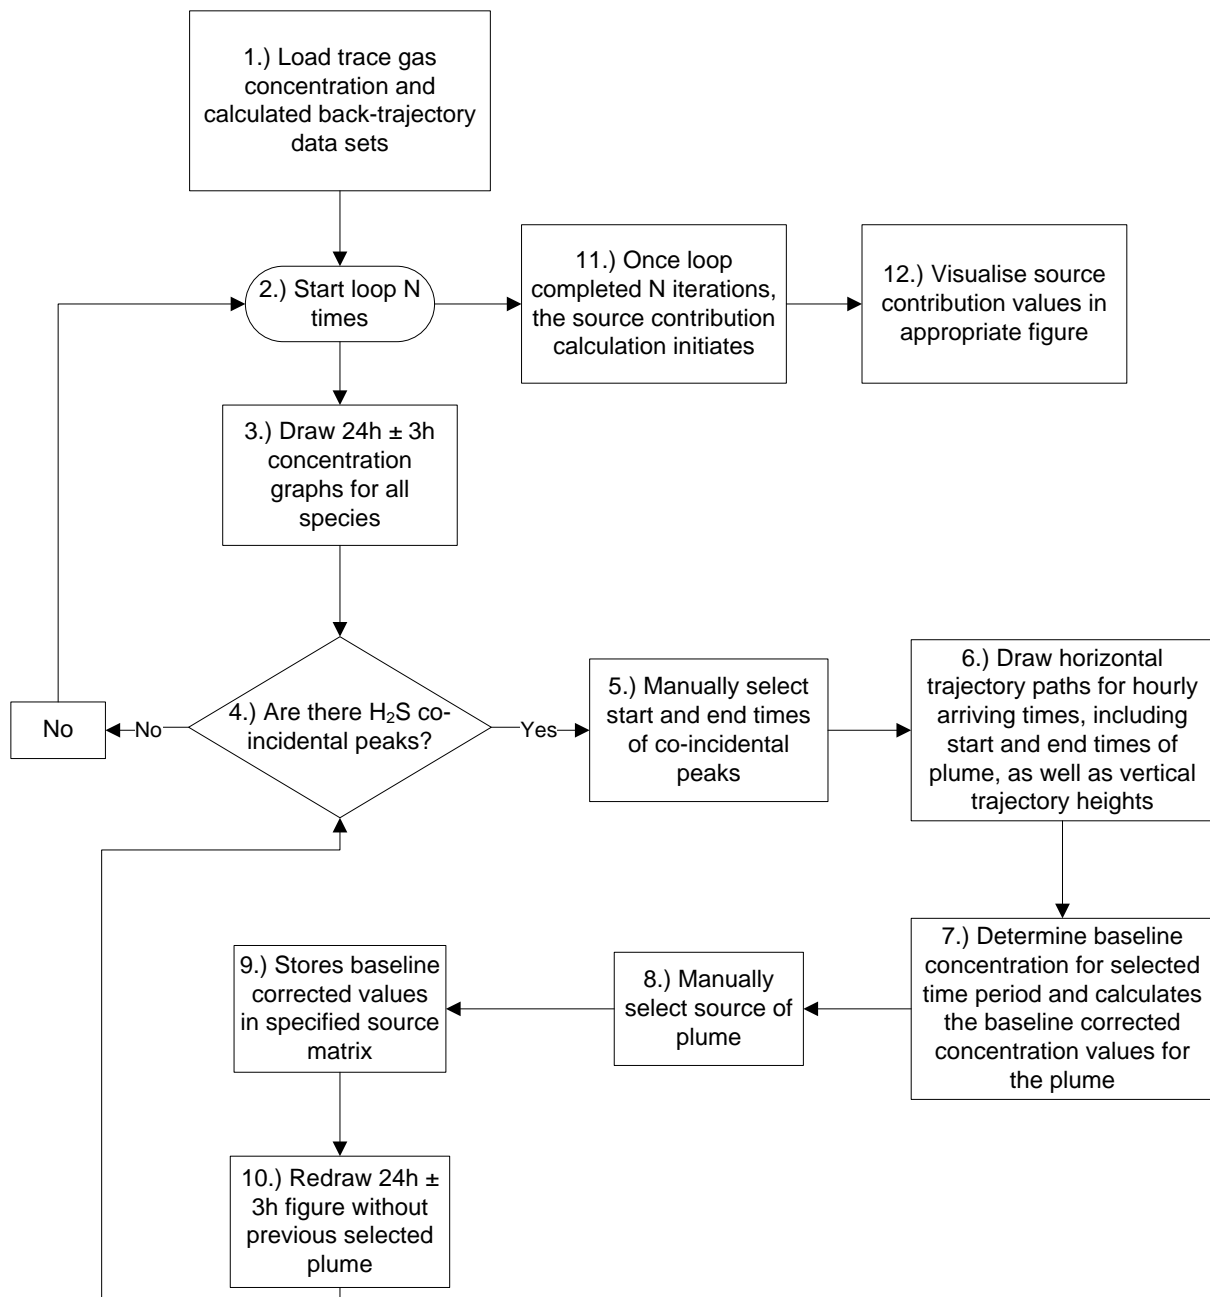 1.) Load trace gas
concentration and
calculated back-trajectory
data sets
2.) Start loop N
times
11.) Once loop
completed N iterrations,
the source contribution
calculation initiates
12.) Visualise source
contribution values in
appropriate figure
3.) Draw 24h ± 3h
concentration
graphs for all
species
4.) Are there H₂S co-
incidental peaks?
No
No
Yes
5.) Manually select
start and end times
of co-incidental
peaks
6.) Draw horizontal
trajectory paths for hourly
arriving times, including
start and end times of
plume, as well as vertical
trajectory heights
7.) Determine baseline
concentration for selected
time period and calculates
the baseline corrected
concentration values for
the plume
8.) Manually
select source of
plume
9.) Stores baseline
corrected values
in specified source
matrix
10.) Redraw 24h ±
3h figure without
previous selected
plume